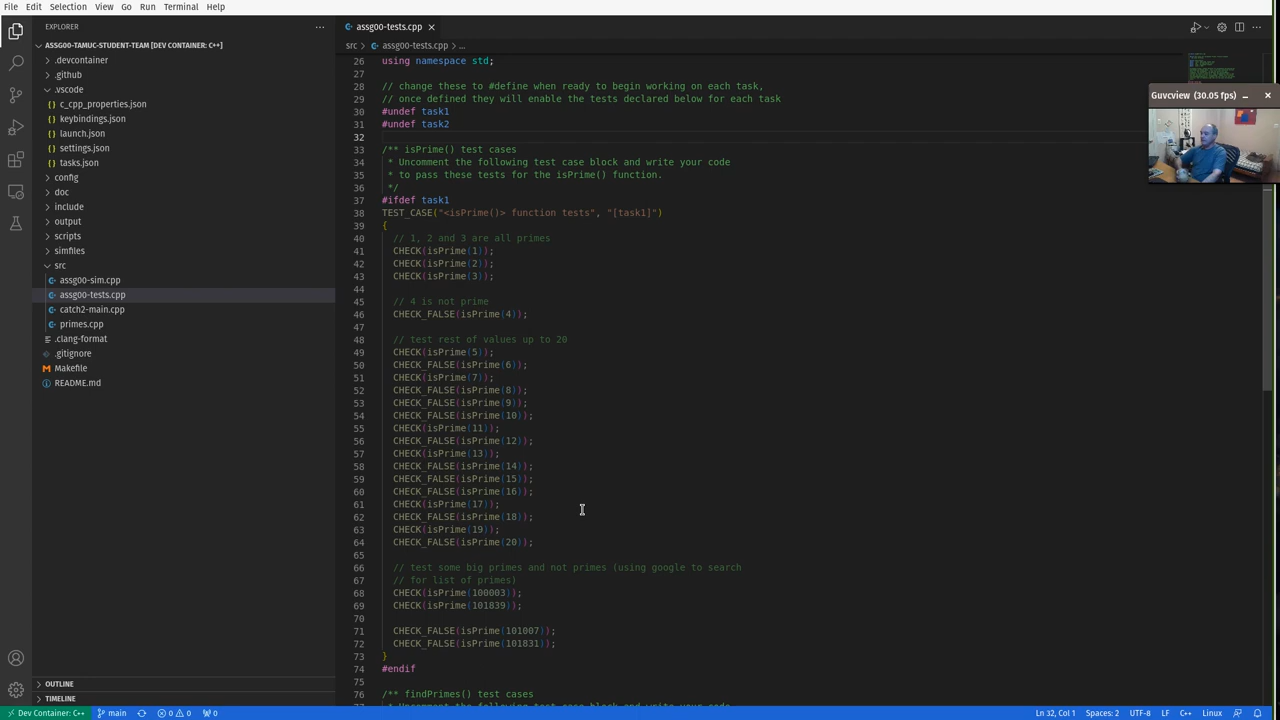 File Edit Selection View Go Run Terminal Help
EXPLORER
ASSG00-TAMUC-STUDENT-TEAM [DEV CONTAINER: C++]
.devcontainer
.github
.vscode
c_cpp_properties.json
keybindings.json
launch.json
settings.json
tasks.json
config
doc
include
output
scripts
simfiles
src
assg00-sim.cpp
assg00-tests.cpp
catch2-main.cpp
primes.cpp
.clang-format
.gitignore
Makefile
README.md
OUTLINE
TIMELINE
assg00-tests.cpp
src > assg00-tests.cpp > ...
26 using namespace std;
27
28 // change these to #define when ready to begin working on each task,
29 // once defined they will enable the tests declared below for each task
30 #undef task1
31 #undef task2
32
33 /** isPrime() test cases
34 * Uncomment the following test case block and write your code
35 * to pass these tests for the isPrime() function.
36 */
37 #ifdef task1
38 TEST_CASE("<isPrime()> function tests", "[task1]")
39 {
40 // 1, 2 and 3 are all primes
41 CHECK(isPrime(1));
42 CHECK(isPrime(2));
43 CHECK(isPrime(3));
44
45 // 4 is not prime
46 CHECK_FALSE(isPrime(4));
47
48 // test rest of values up to 20
49 CHECK(isPrime(5));
50 CHECK_FALSE(isPrime(6));
51 CHECK(isPrime(7));
52 CHECK_FALSE(isPrime(8));
53 CHECK_FALSE(isPrime(9));
54 CHECK_FALSE(isPrime(10));
55 CHECK(isPrime(11));
56 CHECK_FALSE(isPrime(12));
57 CHECK(isPrime(13));
58 CHECK_FALSE(isPrime(14));
59 CHECK_FALSE(isPrime(15));
60 CHECK_FALSE(isPrime(16));
61 CHECK(isPrime(17));
62 CHECK_FALSE(isPrime(18));
63 CHECK(isPrime(19));
64 CHECK_FALSE(isPrime(20));
65
66 // test some big primes and not primes (using google to search
67 // for list of primes)
68 CHECK(isPrime(100003));
69 CHECK(isPrime(101839));
70
71 CHECK_FALSE(isPrime(101007));
72 CHECK_FALSE(isPrime(101831));
73 }
74 #endif
75
76 /** findPrimes() test cases
Guvcview (30.05 fps)
Dev Container: C++ main 0 0 0
Ln 32, Col 1 Spaces: 2 UTF-8 LF C++ Linux